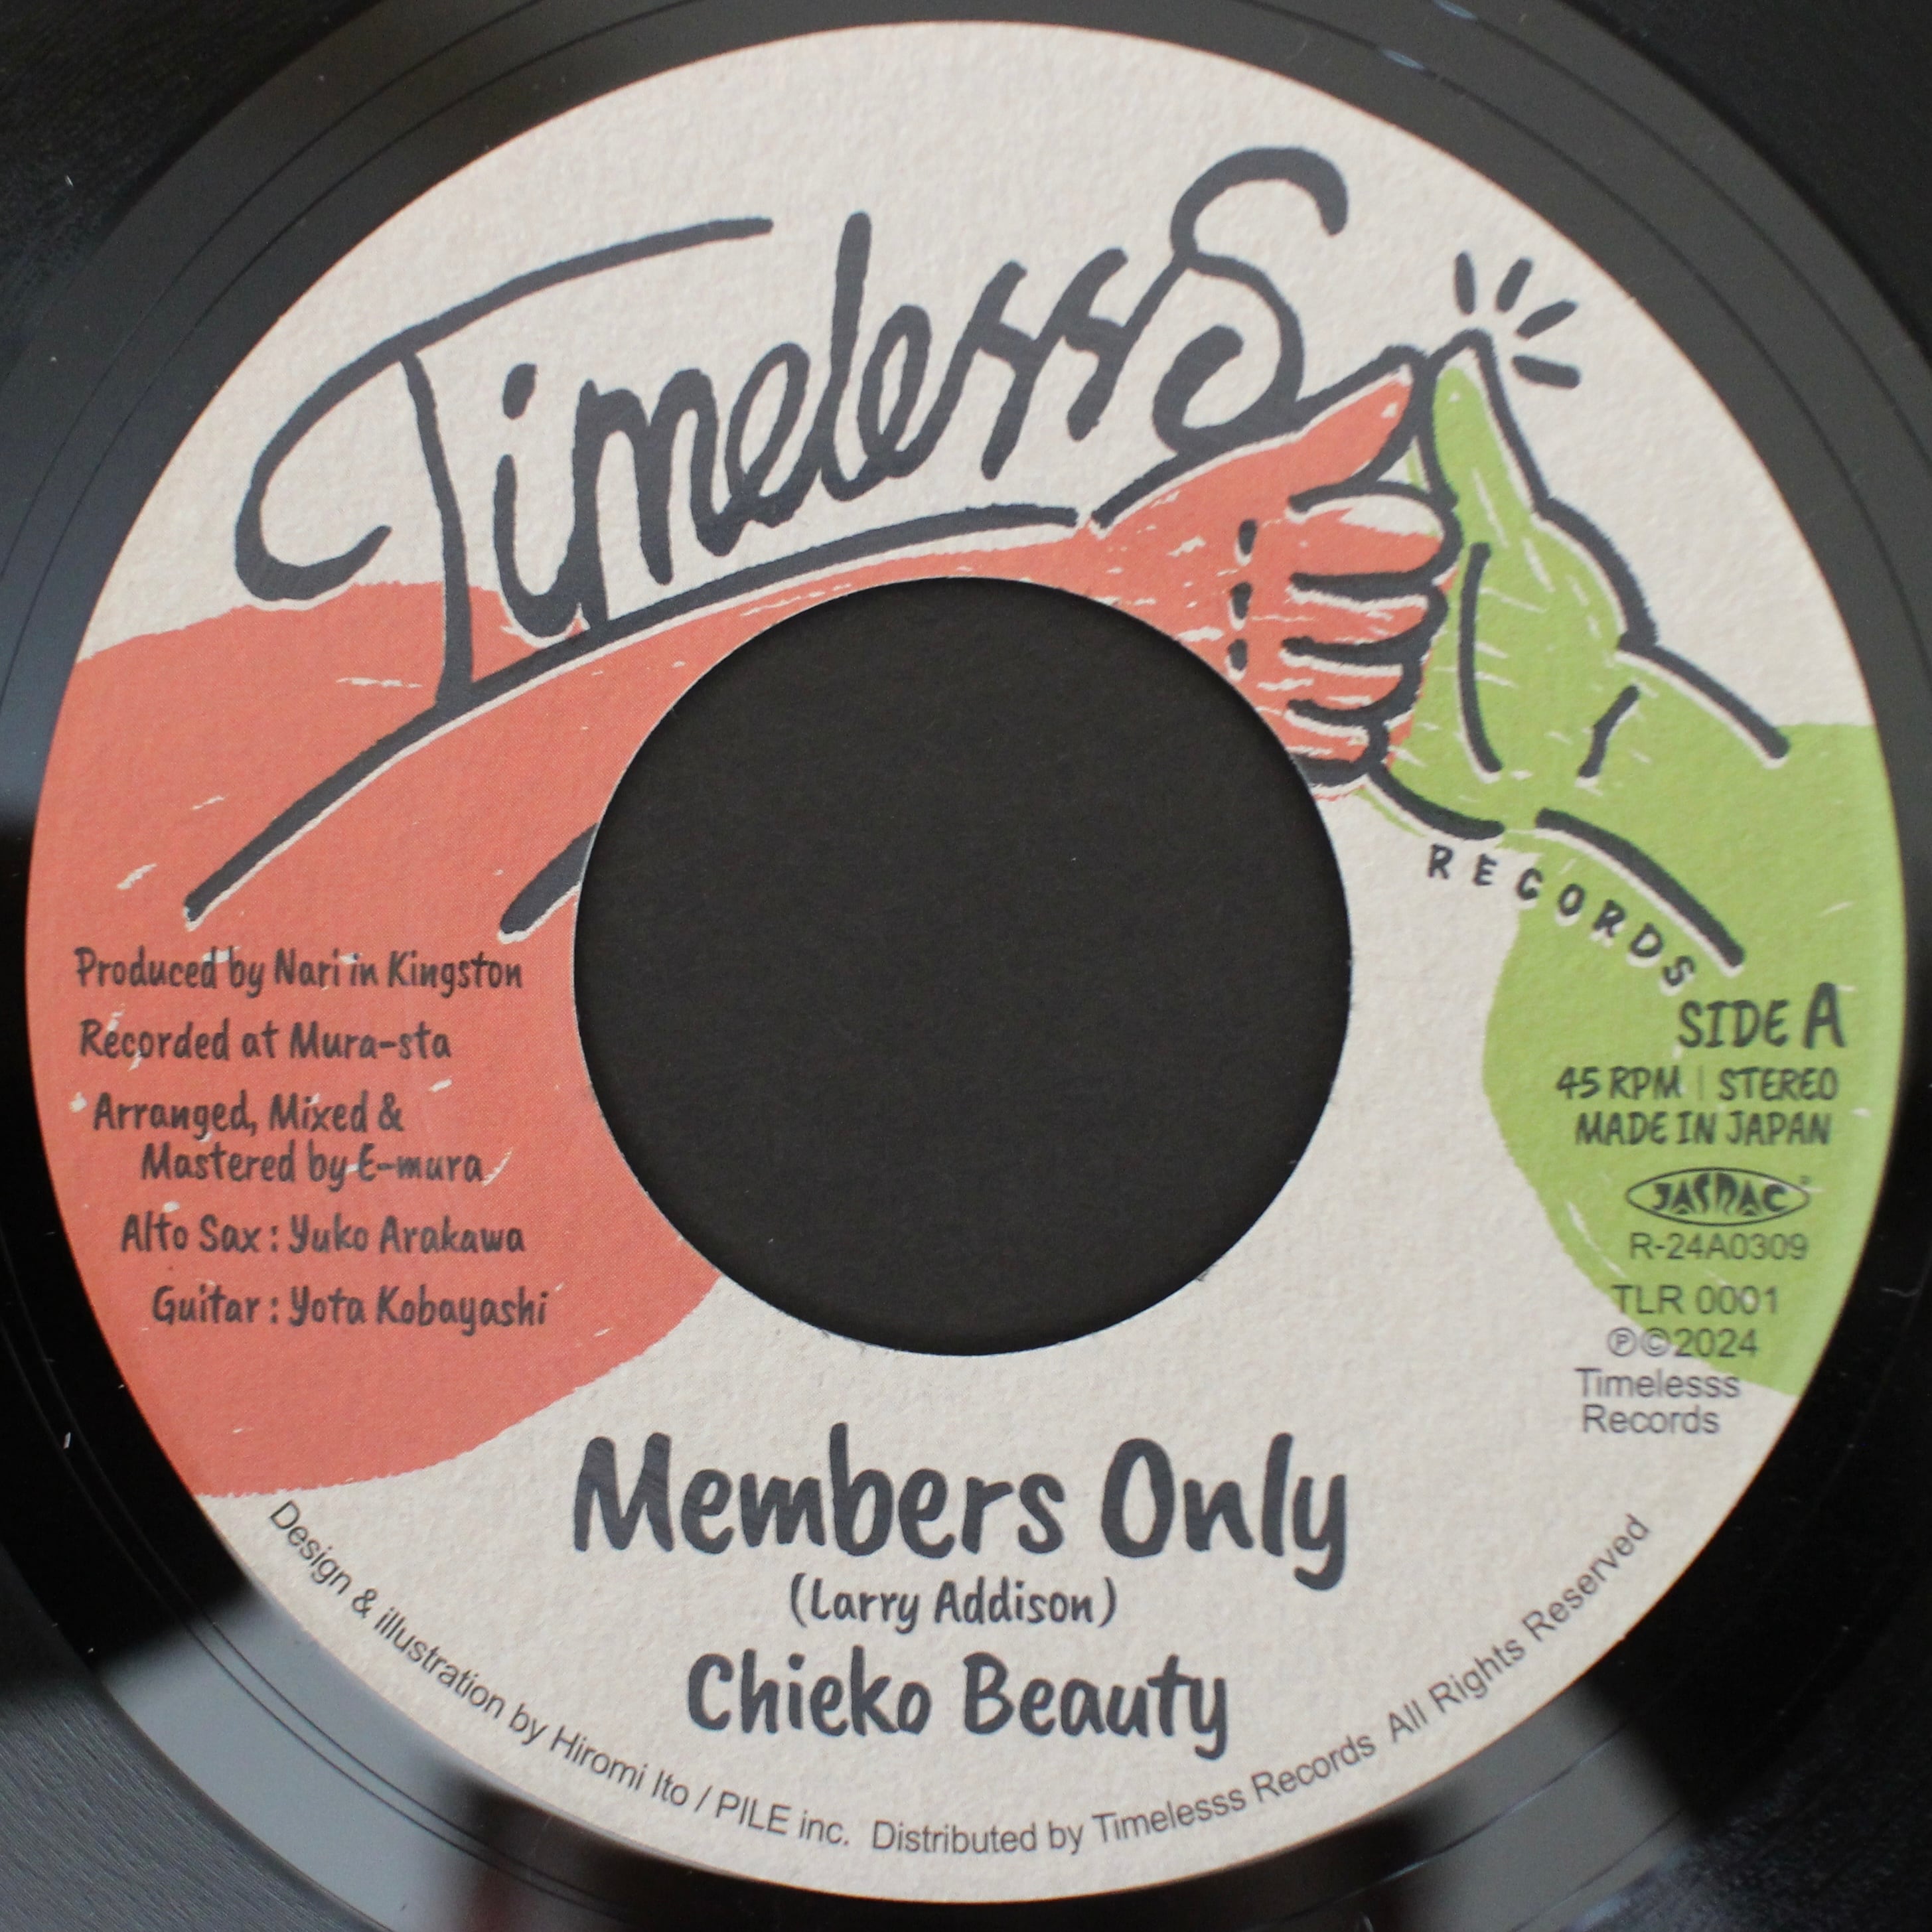 Timelesss
RECORDS
Produced by Nari in Kingston
Recorded at Mura-sta
Arranged, Mixed &
Mastered by E-mura
Alto Sax : Yuko Arakawa
Guitar : Yota Kobayashi
SIDE A
45 RPM | STEREO
MADE IN JAPAN
JASRAC®
R-24A0309
TLR 0001
℗©2024
Timelesss
Records
Members Only
(Larry Addison)
Chieko Beauty
Design & illustration by Hiromi Ito / PILE inc. Distributed by Timelesss Records All Rights Reserved